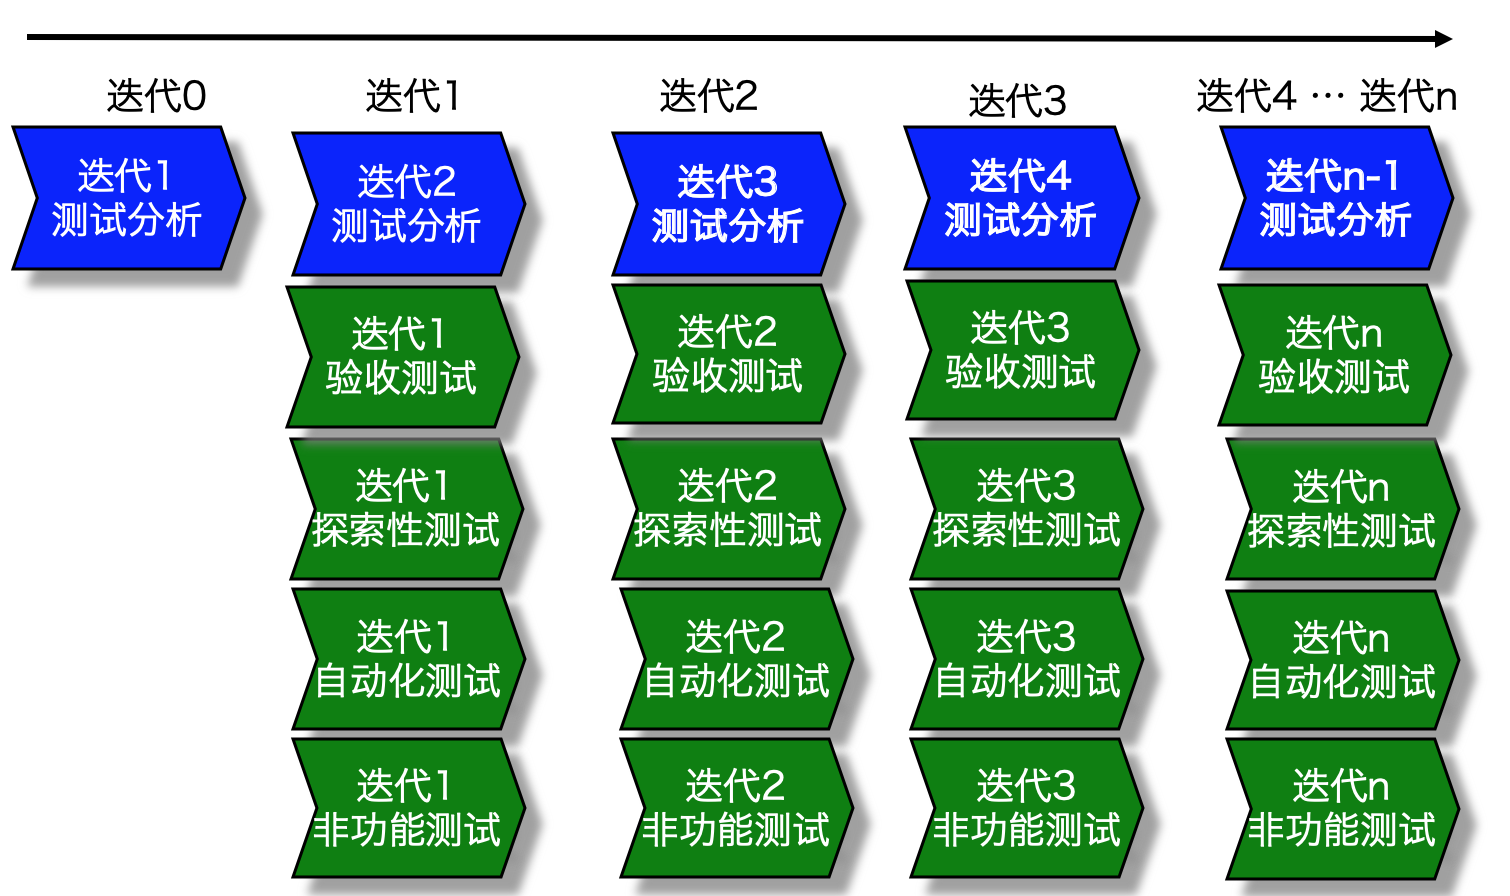 迭代0
迭代1
迭代2
迭代3
迭代4 … 迭代n
迭代1
测试分析
迭代2
测试分析
迭代3
测试分析
迭代4
测试分析
迭代n-1
测试分析
迭代1
验收测试
迭代2
验收测试
迭代3
验收测试
迭代n
验收测试
迭代1
探索性测试
迭代2
探索性测试
迭代3
探索性测试
迭代n
探索性测试
迭代1
自动化测试
迭代2
自动化测试
迭代3
自动化测试
迭代n
自动化测试
迭代1
非功能测试
迭代2
非功能测试
迭代3
非功能测试
迭代n
非功能测试